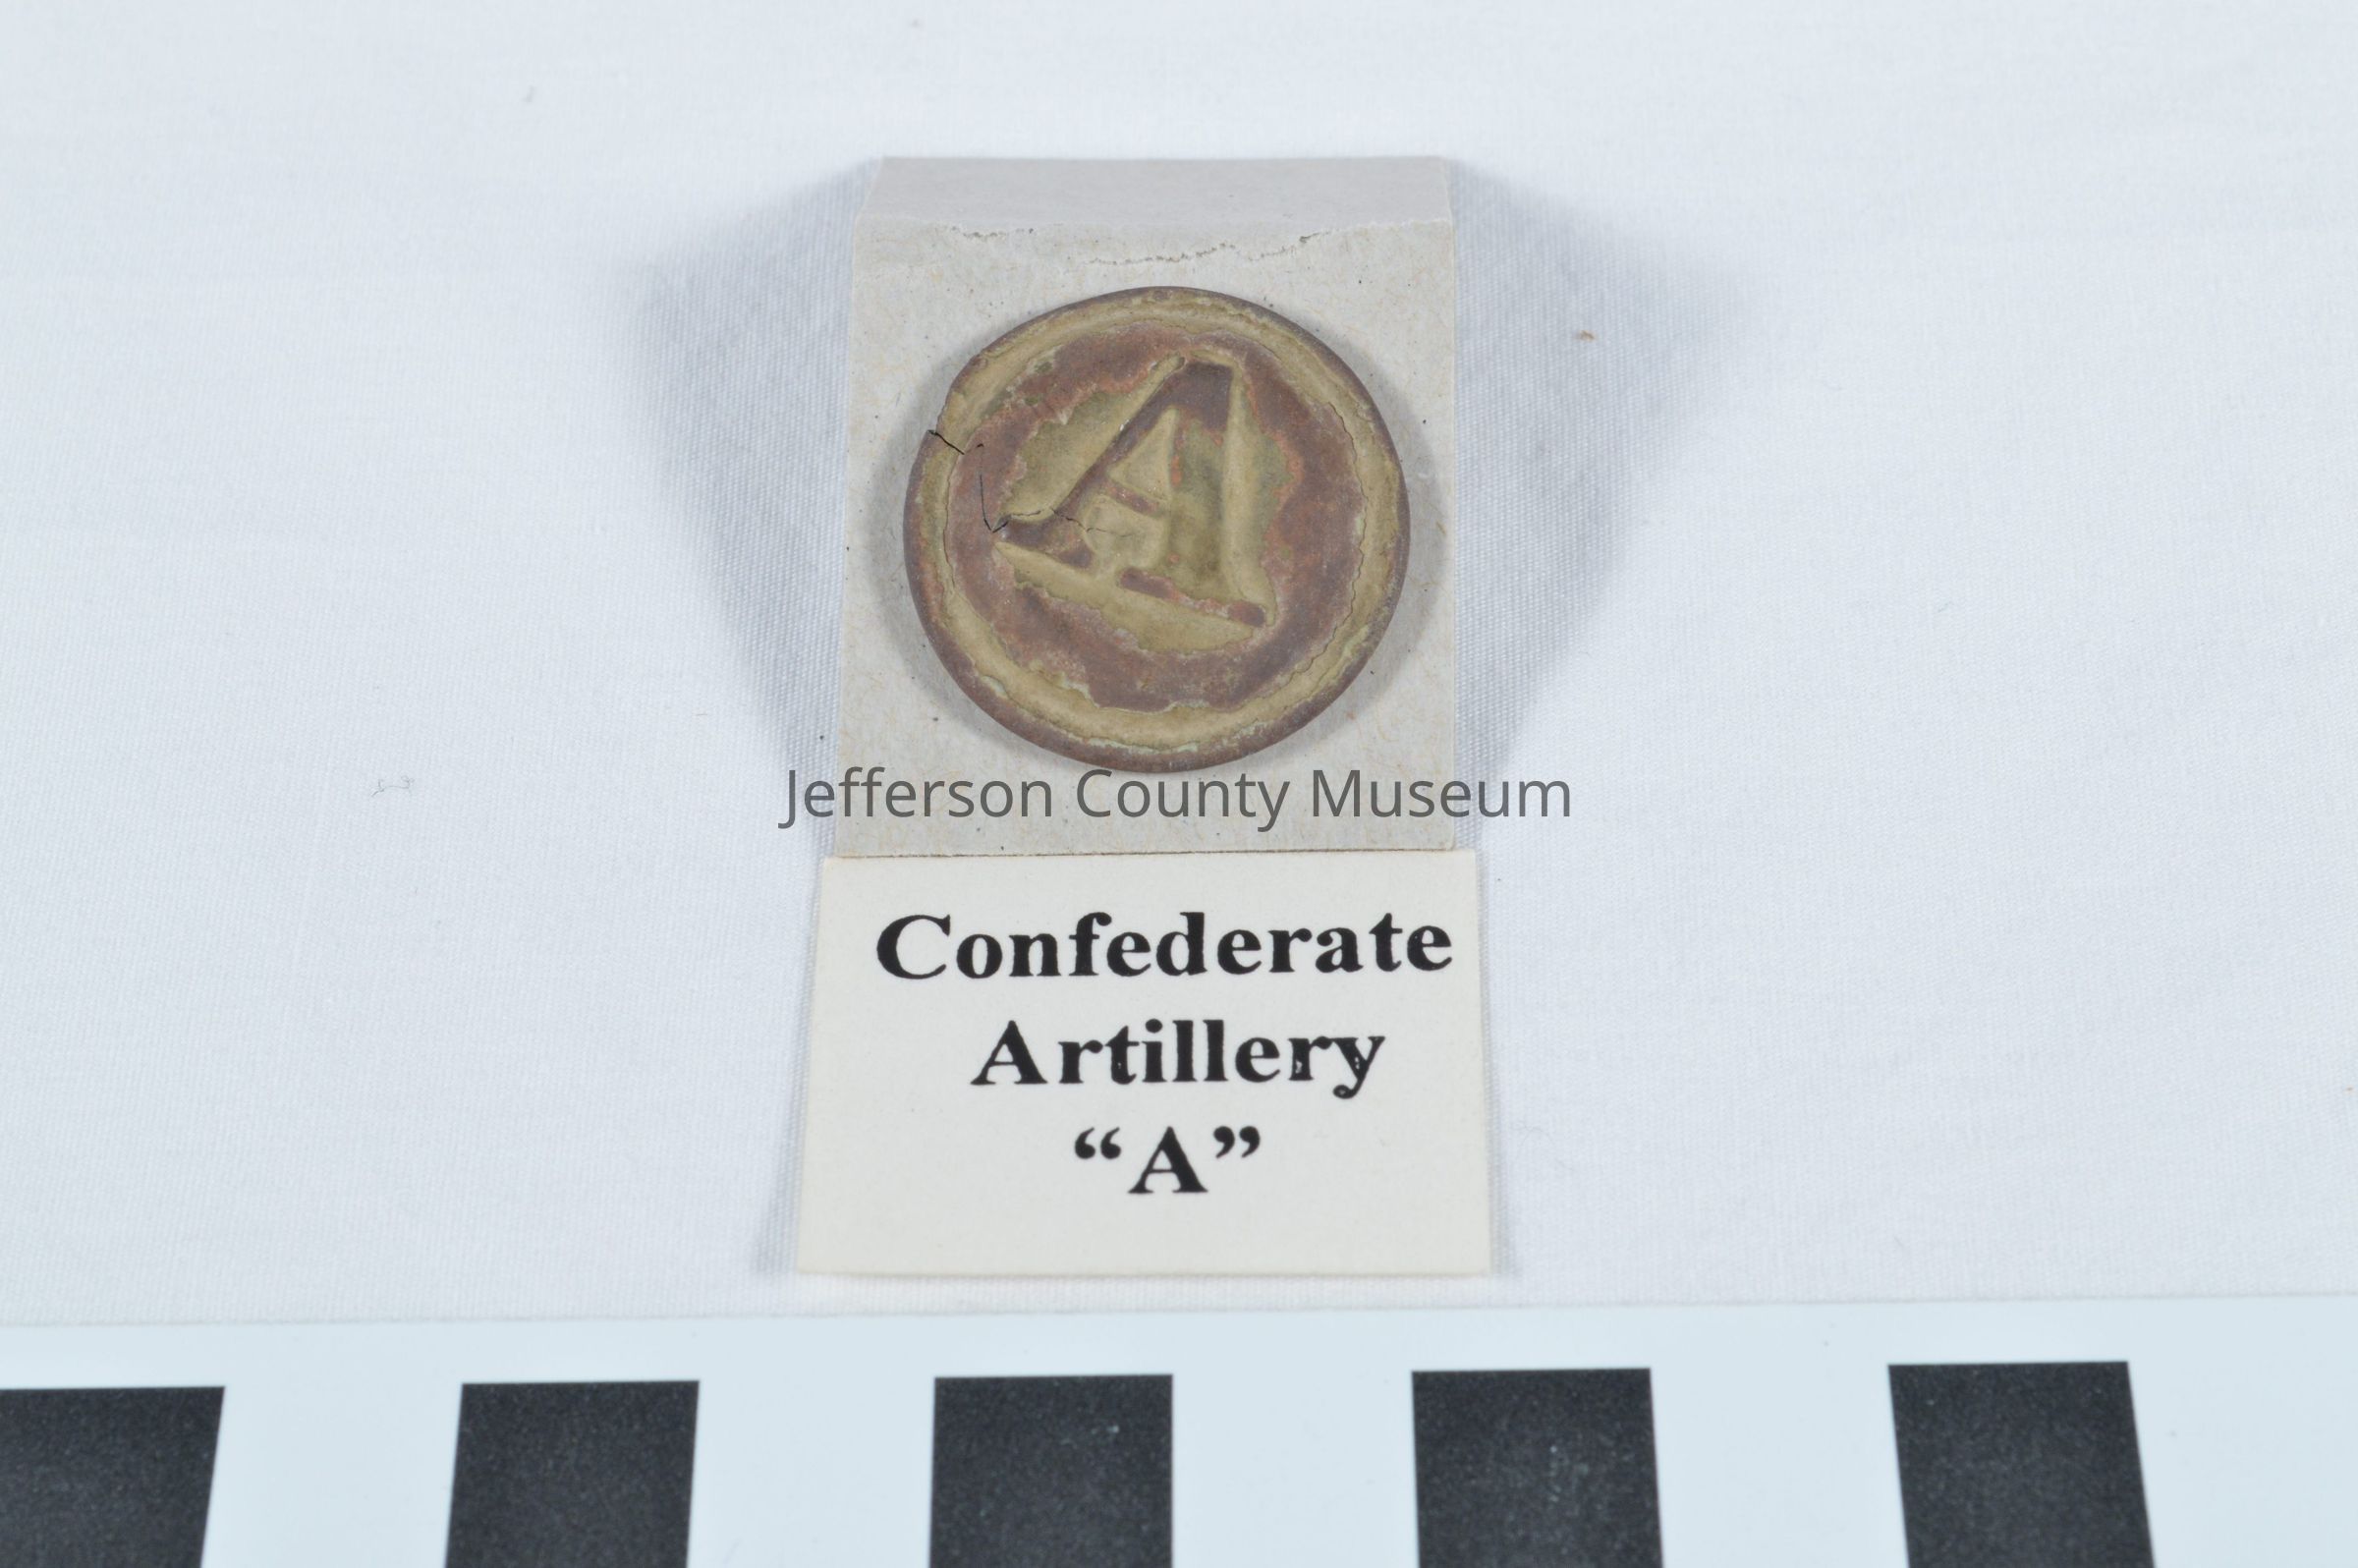 A
Jefferson County Museum
Confederate
Artillery
“A”